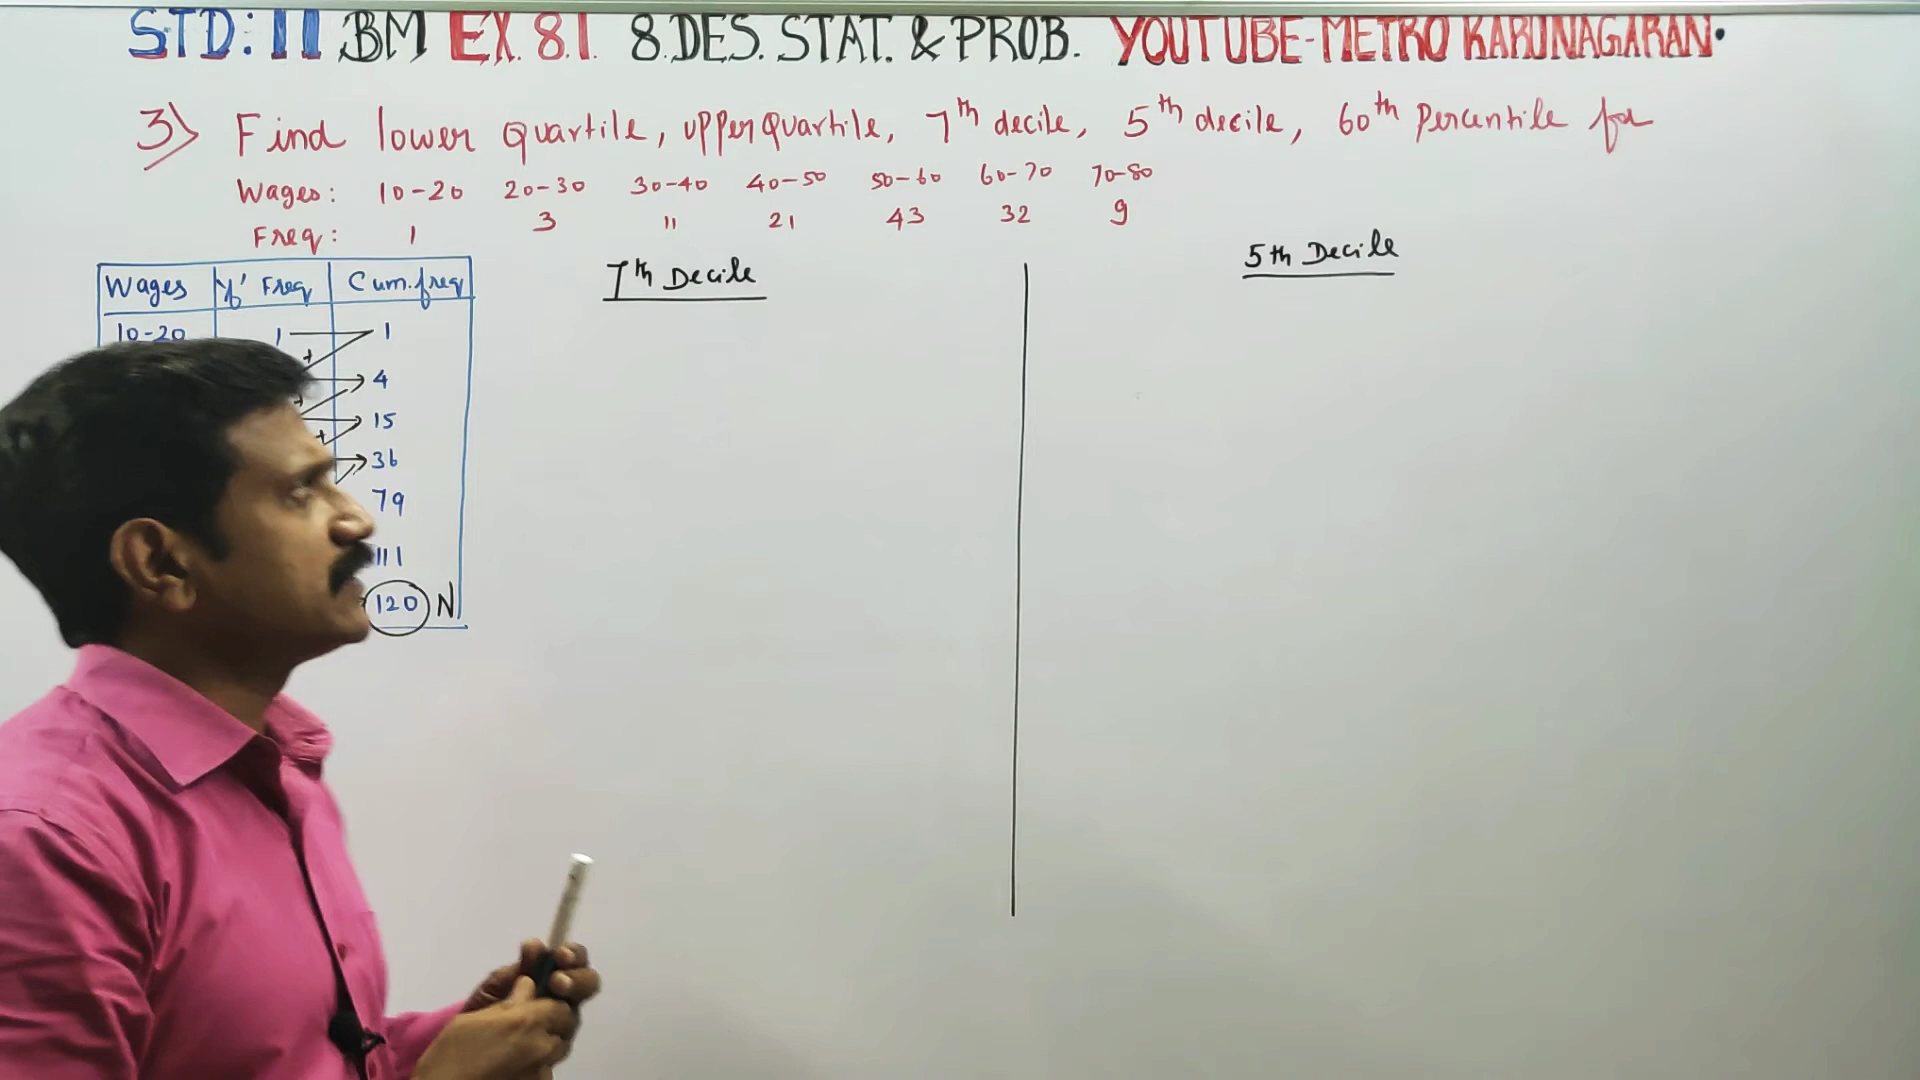 STD: 11 BM EX. 8.1. 8.DES. STAT. & PROB. YOUTUBE-METRO KARUNAGARAN.
3) Find lower quartile, upper quartile, 7th decile, 5th decile, 60th Percentile for
Wages: 10-20 20-30 30-40 40-50 50-60 60-70 70-80
Freq: 1 3 11 21 43 32 9
Wages 'f' Freq Cum.freq
10-20 1 1
+
4
+
15
+
36
79
111
120 N
7th Decile
5th Decile